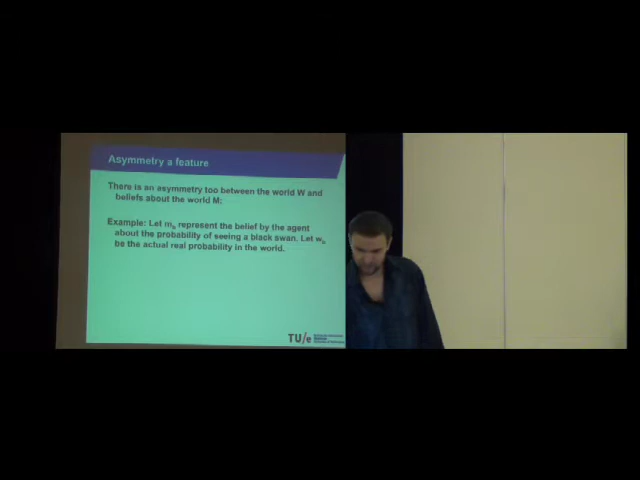 Asymmetry a feature
There is an asymmetry too between the world W and
beliefs about the world M:
Example: Let mb represent the belief by the agent
about the probability of seeing a black swan. Let wb
be the actual real probability in the world.
TU/e